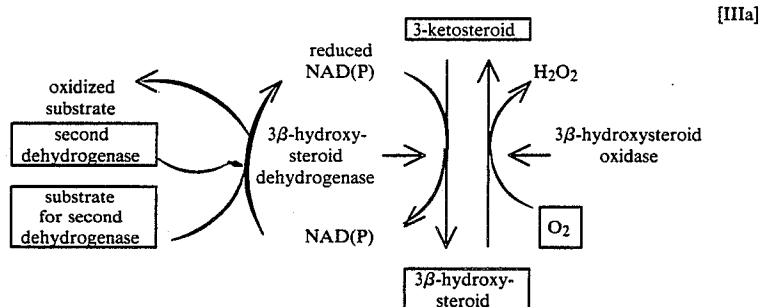 [IIIa]
3-ketosteroid
reduced
NAD(P)
H₂O₂
oxidized
substrate
second
dehydrogenase
3β-hydroxy-
steroid
dehydrogenase
3β-hydroxysteroid
oxidase
substrate
for second
dehydrogenase
NAD(P)
O₂
3β-hydroxy-
steroid